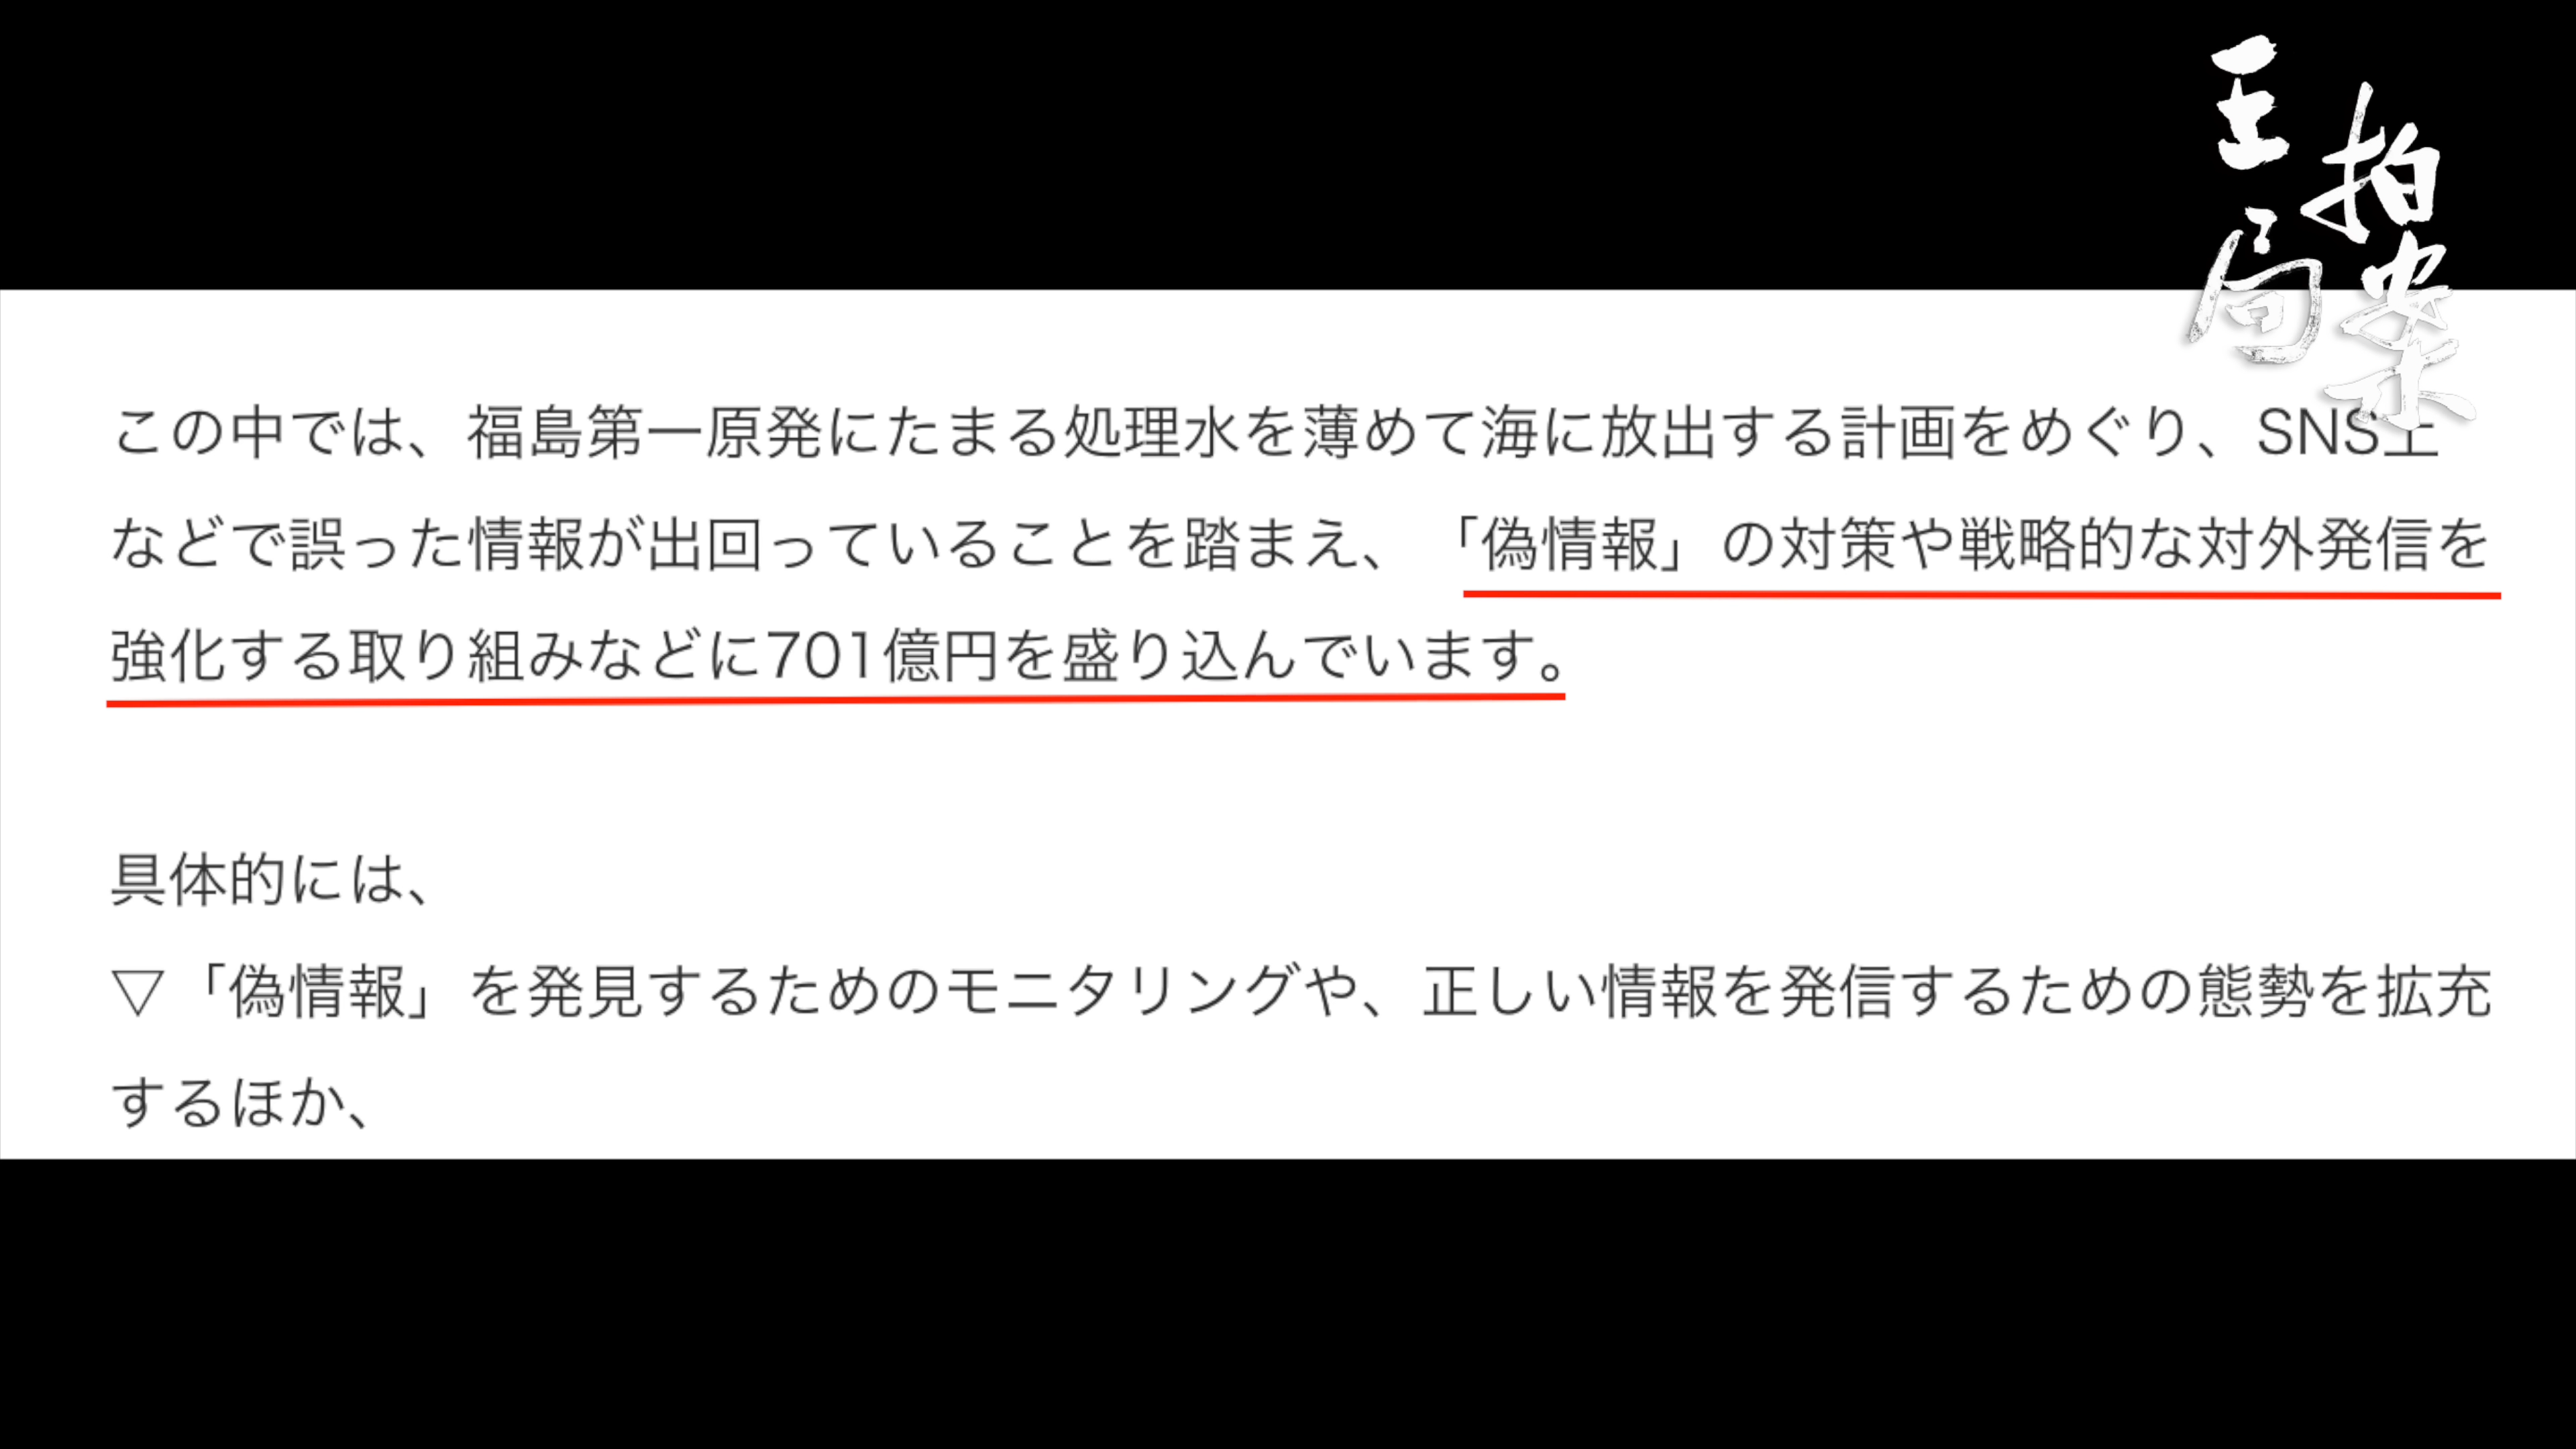 王局
拍案
この中では、福島第一原発にたまる処理水を薄めて海に放出する計画をめぐり、SNS上
などで誤った情報が出回っていることを踏まえ、「偽情報」の対策や戦略的な対外発信を
強化する取り組みなどに701億円を盛り込んでいます。
具体的には、
▽「偽情報」を発見するためのモニタリングや、正しい情報を発信するための態勢を拡充
するほか、